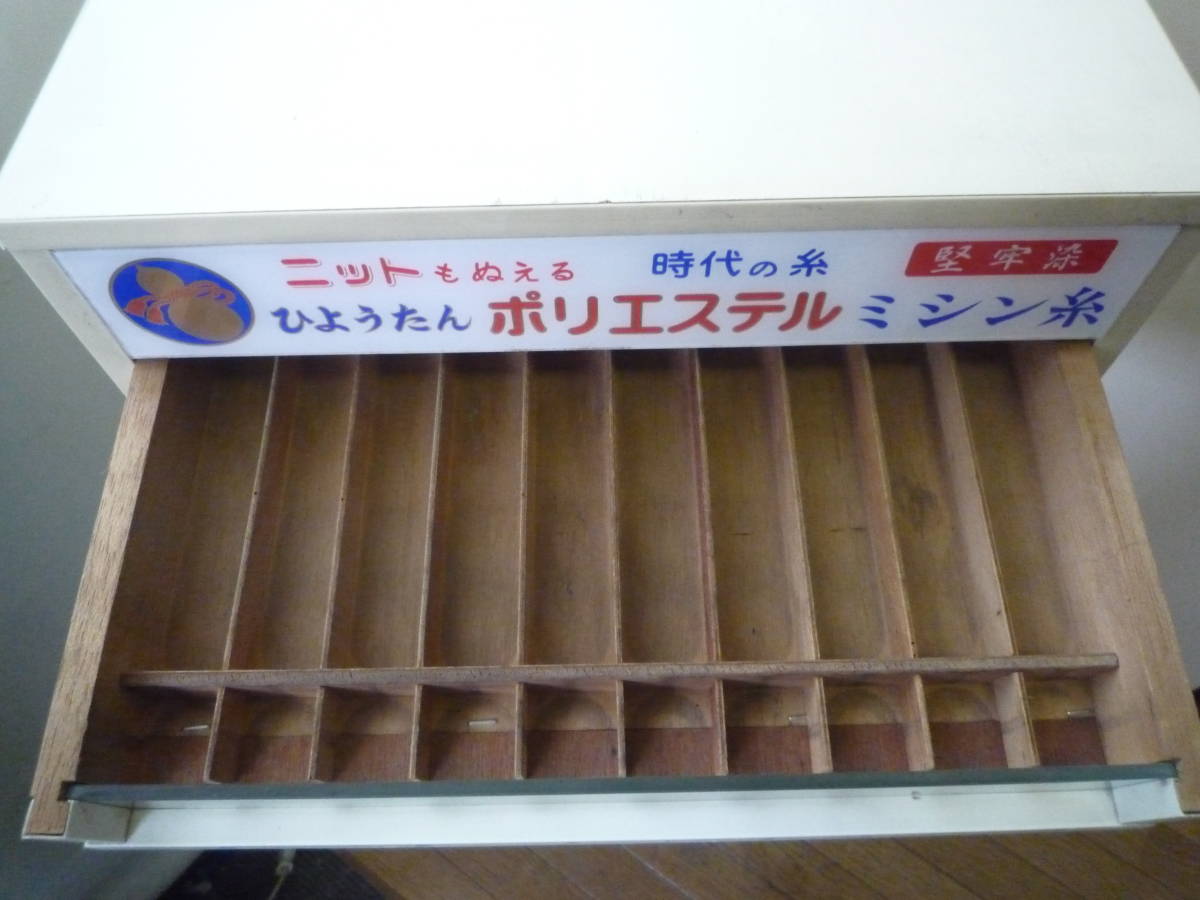 ニットもぬえる 時代の糸 堅牢染
ひようたん ポリエステル ミシン糸